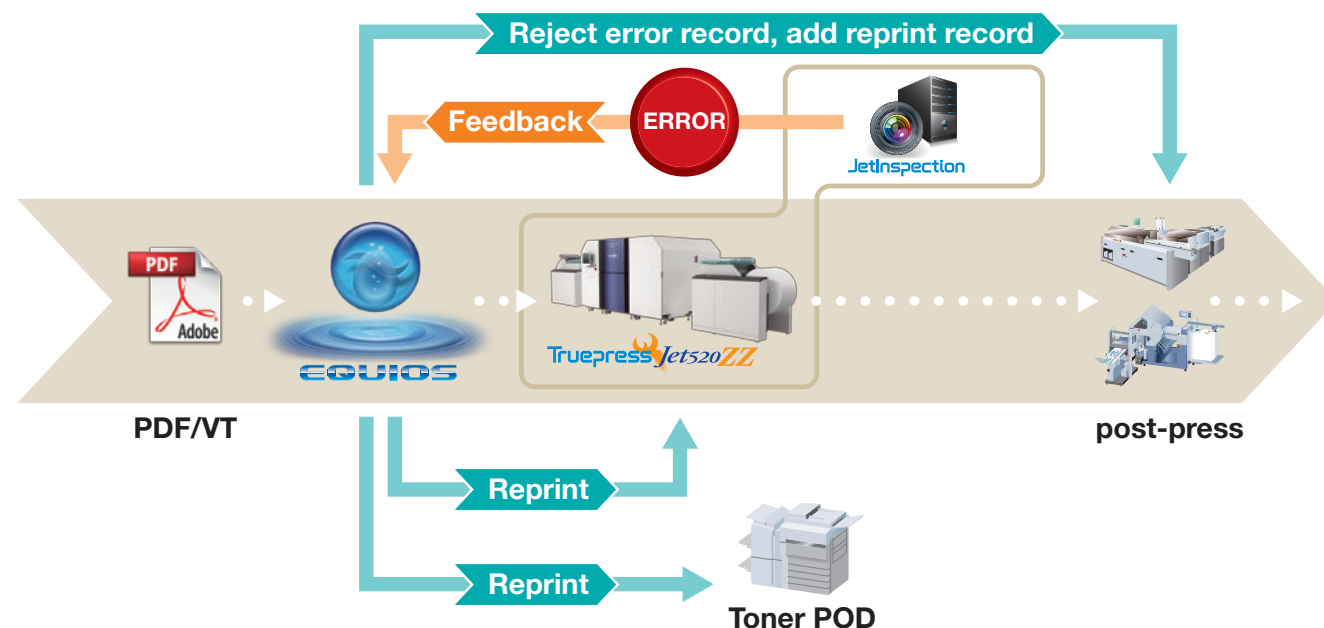 Reject error record, add reprint record
Feedback
ERROR
JetInspection
PDF
Adobe
EQUIOS
Truepress Jet520ZZ
PDF/VT
post-press
Reprint
Reprint
Toner POD